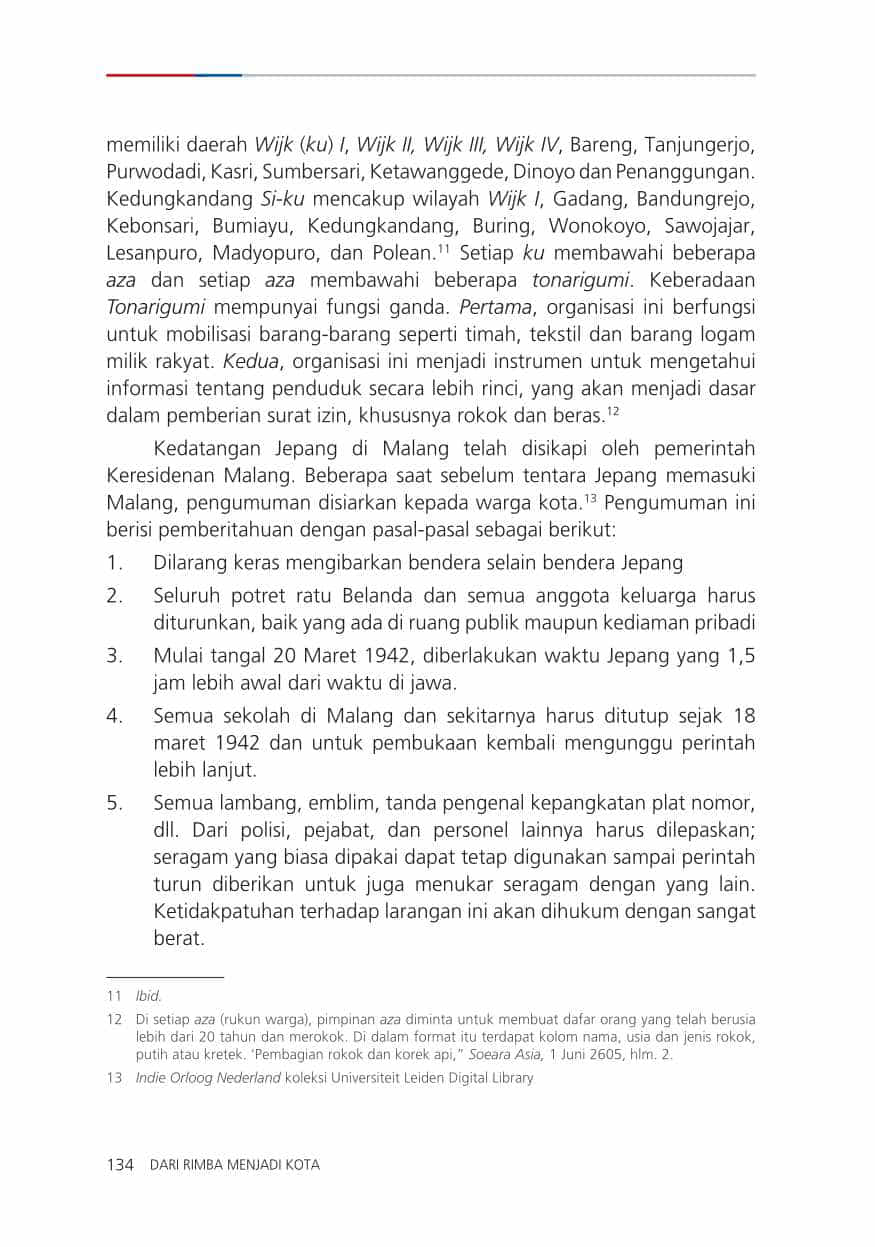 memiliki daerah Wijk (ku) I, Wijk II, Wijk III, Wijk IV, Bareng, Tanjungerjo,
Purwodadi, Kasri, Sumbersari, Ketawanggede, Dinoyo dan Penanggungan.
Kedungkandang Si-ku mencakup wilayah Wijk I, Gadang, Bandungrejo,
Kebonsari, Bumiayu, Kedungkandang, Buring, Wonokoyo, Sawojajar,
Lesanpuro, Madyopuro, dan Polean.11 Setiap ku membawahi beberapa
aza dan setiap aza membawahi beberapa tonarigumi. Keberadaan
Tonarigumi mempunyai fungsi ganda. Pertama, organisasi ini berfungsi
untuk mobilisasi barang-barang seperti timah, tekstil dan barang logam
milik rakyat. Kedua, organisasi ini menjadi instrumen untuk mengetahui
informasi tentang penduduk secara lebih rinci, yang akan menjadi dasar
dalam pemberian surat izin, khususnya rokok dan beras.12
Kedatangan Jepang di Malang telah disikapi oleh pemerintah
Keresidenan Malang. Beberapa saat sebelum tentara Jepang memasuki
Malang, pengumuman disiarkan kepada warga kota.13 Pengumuman ini
berisi pemberitahuan dengan pasal-pasal sebagai berikut:
1. Dilarang keras mengibarkan bendera selain bendera Jepang
2. Seluruh potret ratu Belanda dan semua anggota keluarga harus
diturunkan, baik yang ada di ruang publik maupun kediaman pribadi
3. Mulai tangal 20 Maret 1942, diberlakukan waktu Jepang yang 1,5
jam lebih awal dari waktu di jawa.
4. Semua sekolah di Malang dan sekitarnya harus ditutup sejak 18
maret 1942 dan untuk pembukaan kembali mengunggu perintah
lebih lanjut.
5. Semua lambang, emblim, tanda pengenal kepangkatan plat nomor,
dll. Dari polisi, pejabat, dan personel lainnya harus dilepaskan;
seragam yang biasa dipakai dapat tetap digunakan sampai perintah
turun diberikan untuk juga menukar seragam dengan yang lain.
Ketidakpatuhan terhadap larangan ini akan dihukum dengan sangat
berat.
11 Ibid.
12 Di setiap aza (rukun warga), pimpinan aza diminta untuk membuat dafar orang yang telah berusia
lebih dari 20 tahun dan merokok. Di dalam format itu terdapat kolom nama, usia dan jenis rokok,
putih atau kretek. 'Pembagian rokok dan korek api,” Soeara Asia, 1 Juni 2605, hlm. 2.
13 Indie Orloog Nederland koleksi Universiteit Leiden Digital Library
134 DARI RIMBA MENJADI KOTA